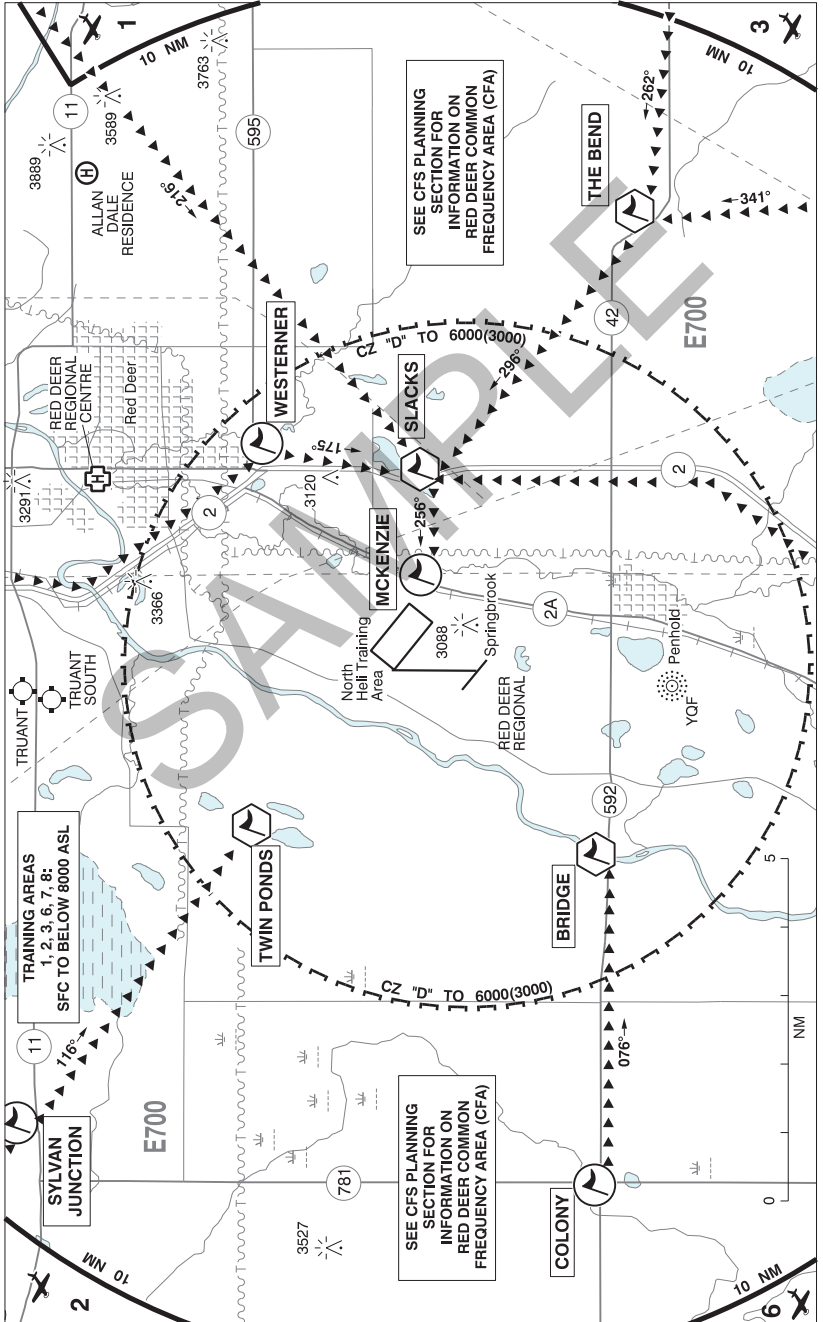 SYLVAN
JUNCTION
11
TRAINING AREAS
1, 2, 3, 6, 7, 8:
SFC TO BELOW 8000 ASL
TRUANT
TRUANT
SOUTH
3291
RED DEER
REGIONAL
CENTRE
Red Deer
3889
11
3589
ALLAN
DALE
RESIDENCE
3763
10 NM
1
2
10 NM
116°
E700
TWIN PONDS
3366
2
WESTERNER
216°
595
175°
3120
3527
781
SEE CFS PLANNING
SECTION FOR
INFORMATION ON
RED DEER COMMON
FREQUENCY AREA (CFA)
CZ "D" TO 6000(3000)
North
Heli Training
Area
MCKENZIE
256°
SLACKS
CZ "D" TO 6000(3000)
296°
SEE CFS PLANNING
SECTION FOR
INFORMATION ON
RED DEER COMMON
FREQUENCY AREA (CFA)
3088
Springbrook
RED DEER
REGIONAL
2A
COLONY
076°
BRIDGE
592
Penhold
YQF
2
42
THE BEND
262°
341°
E700
0
5
NM
10 NM
6
10 NM
3
H
H
SAMPLE